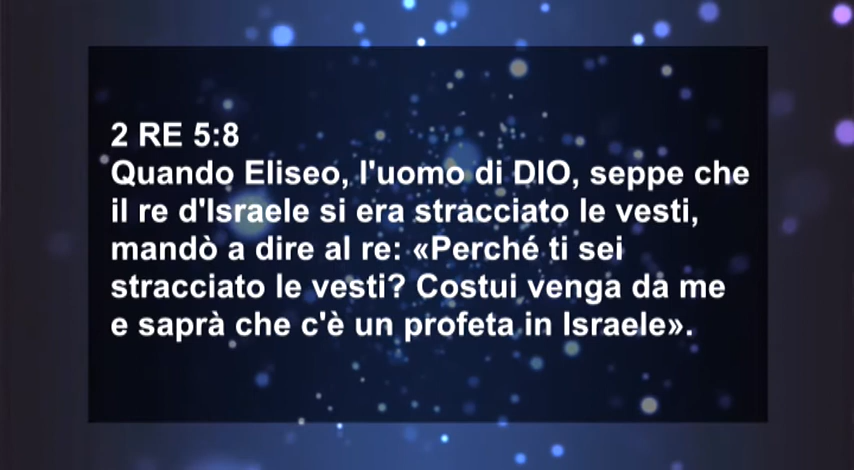 2 RE 5:8
Quando Eliseo, l'uomo di DIO, seppe che
il re d'Israele si era stracciato le vesti,
mandò a dire al re: «Perché ti sei
stracciato le vesti? Costui venga da me
e saprà che c'è un profeta in Israele».